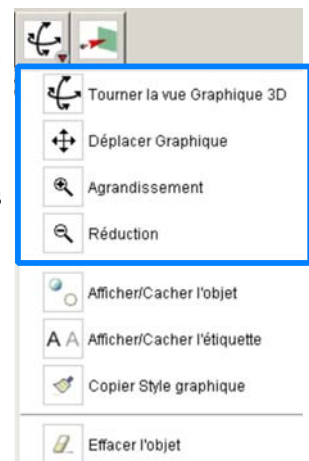 Tourner la vue Graphique 3D
Déplacer Graphique
Agrandissement
Réduction
Afficher/Cacher l'objet
A A Afficher/Cacher l'étiquette
Copier Style graphique
Effacer l'objet